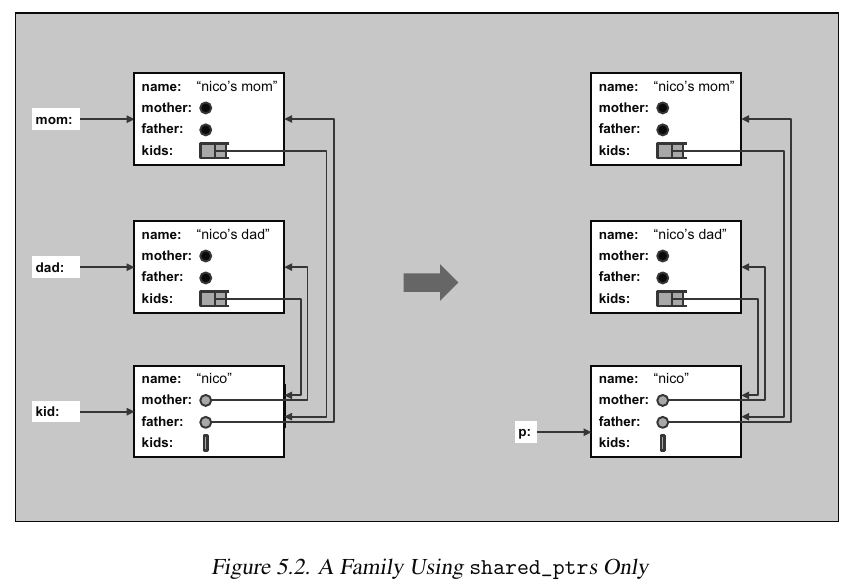 name: “nico’s mom”
mother:
father:
kids:
mom:
name: “nico’s mom”
mother:
father:
kids:
name: “nico’s dad”
mother:
father:
kids:
dad:
name: “nico’s dad”
mother:
father:
kids:
name: “nico”
mother:
father:
kids:
kid:
name: “nico”
mother:
father:
kids:
p:
Figure 5.2. A Family Using shared_ptrs Only